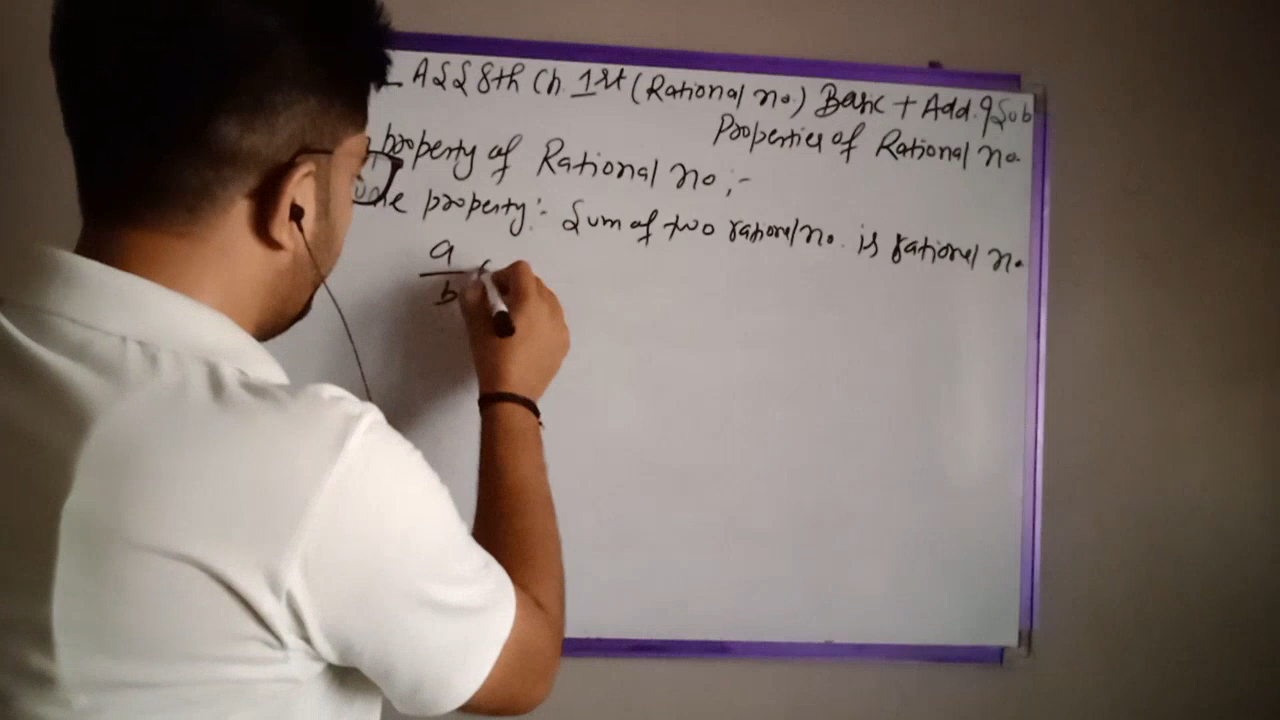 ASS 8th Ch. 1st (Rational no.) Basic + Add. & Sub
Properties of Rational no.
property of Rational no :-
property :- Sum of two rational no. is rational no.
a
b